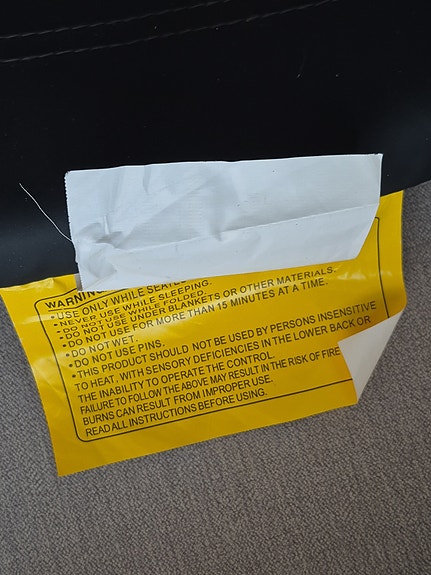 WARNING
• USE ONLY WHILE SEATED
• NEVER USE WHILE SLEEPING.
• DO NOT USE WHILE FOLDED.
• DO NOT USE UNDER BLANKETS OR OTHER MATERIALS.
• DO NOT USE FOR MORE THAN 15 MINUTES AT A TIME.
• DO NOT WET.
• DO NOT USE PINS.
• THIS PRODUCT SHOULD NOT BE USED BY PERSONS INSENSITIVE
TO HEAT, WITH SENSORY DEFICIENCIES IN THE LOWER BACK OR
THE INABILITY TO OPERATE THE CONTROL.
FAILURE TO FOLLOW THE ABOVE MAY RESULT IN THE RISK OF FIRE
BURNS CAN RESULT FROM IMPROPER USE.
READ ALL INSTRUCTIONS BEFORE USING.